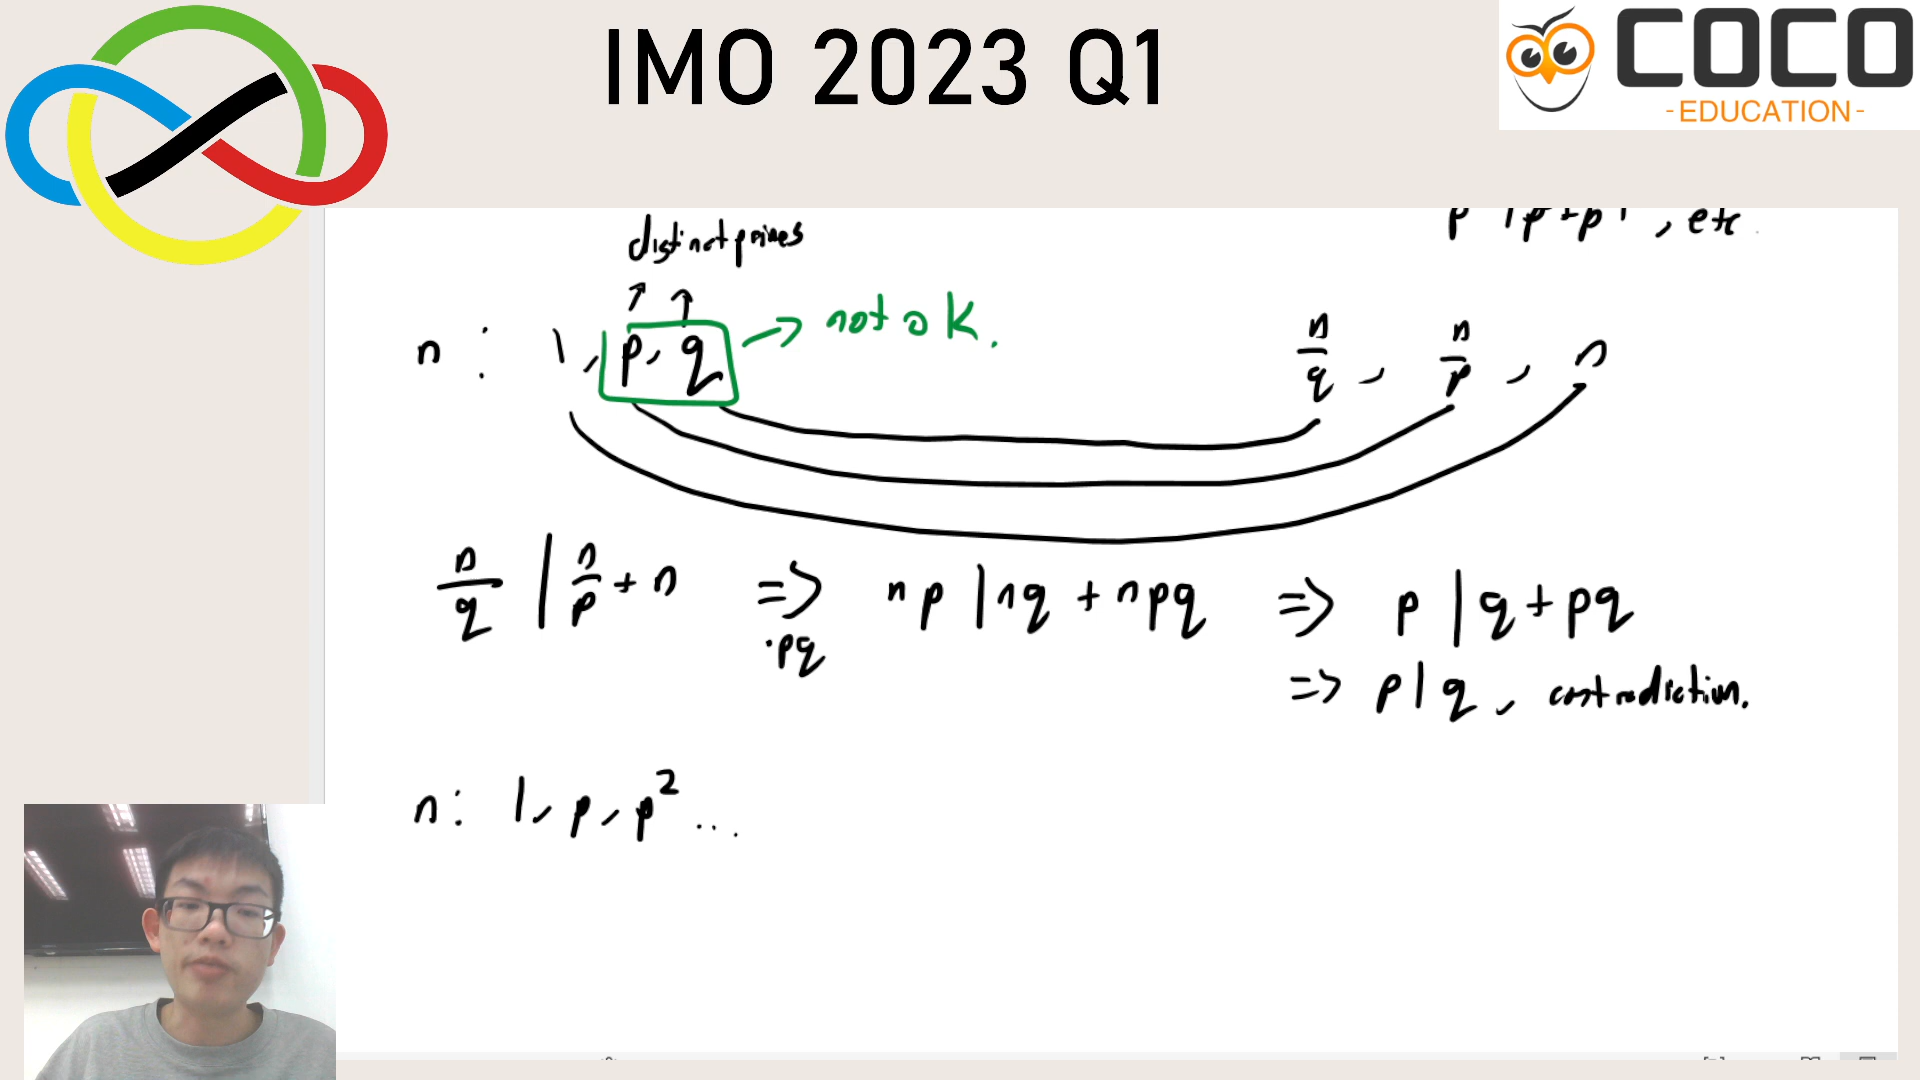 IMO 2023 Q1
COCO
-EDUCATION-
, etc.
distinct primes
n : 1, p, q → not ok. n/q , n/p , n
n/q | n/p + n ⇒ np | nq + npq ⇒ p | q + pq
·pq
⇒ p | q , contradiction.
n : 1, p, p² ...